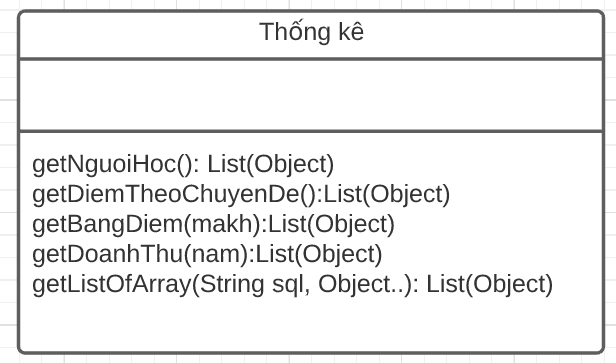 Thống kê
getNguoiHoc(): List(Object)
getDiemTheoChuyenDe():List(Object)
getBangDiem(makh):List(Object)
getDoanhThu(nam):List(Object)
getListOfArray(String sql, Object..): List(Object)